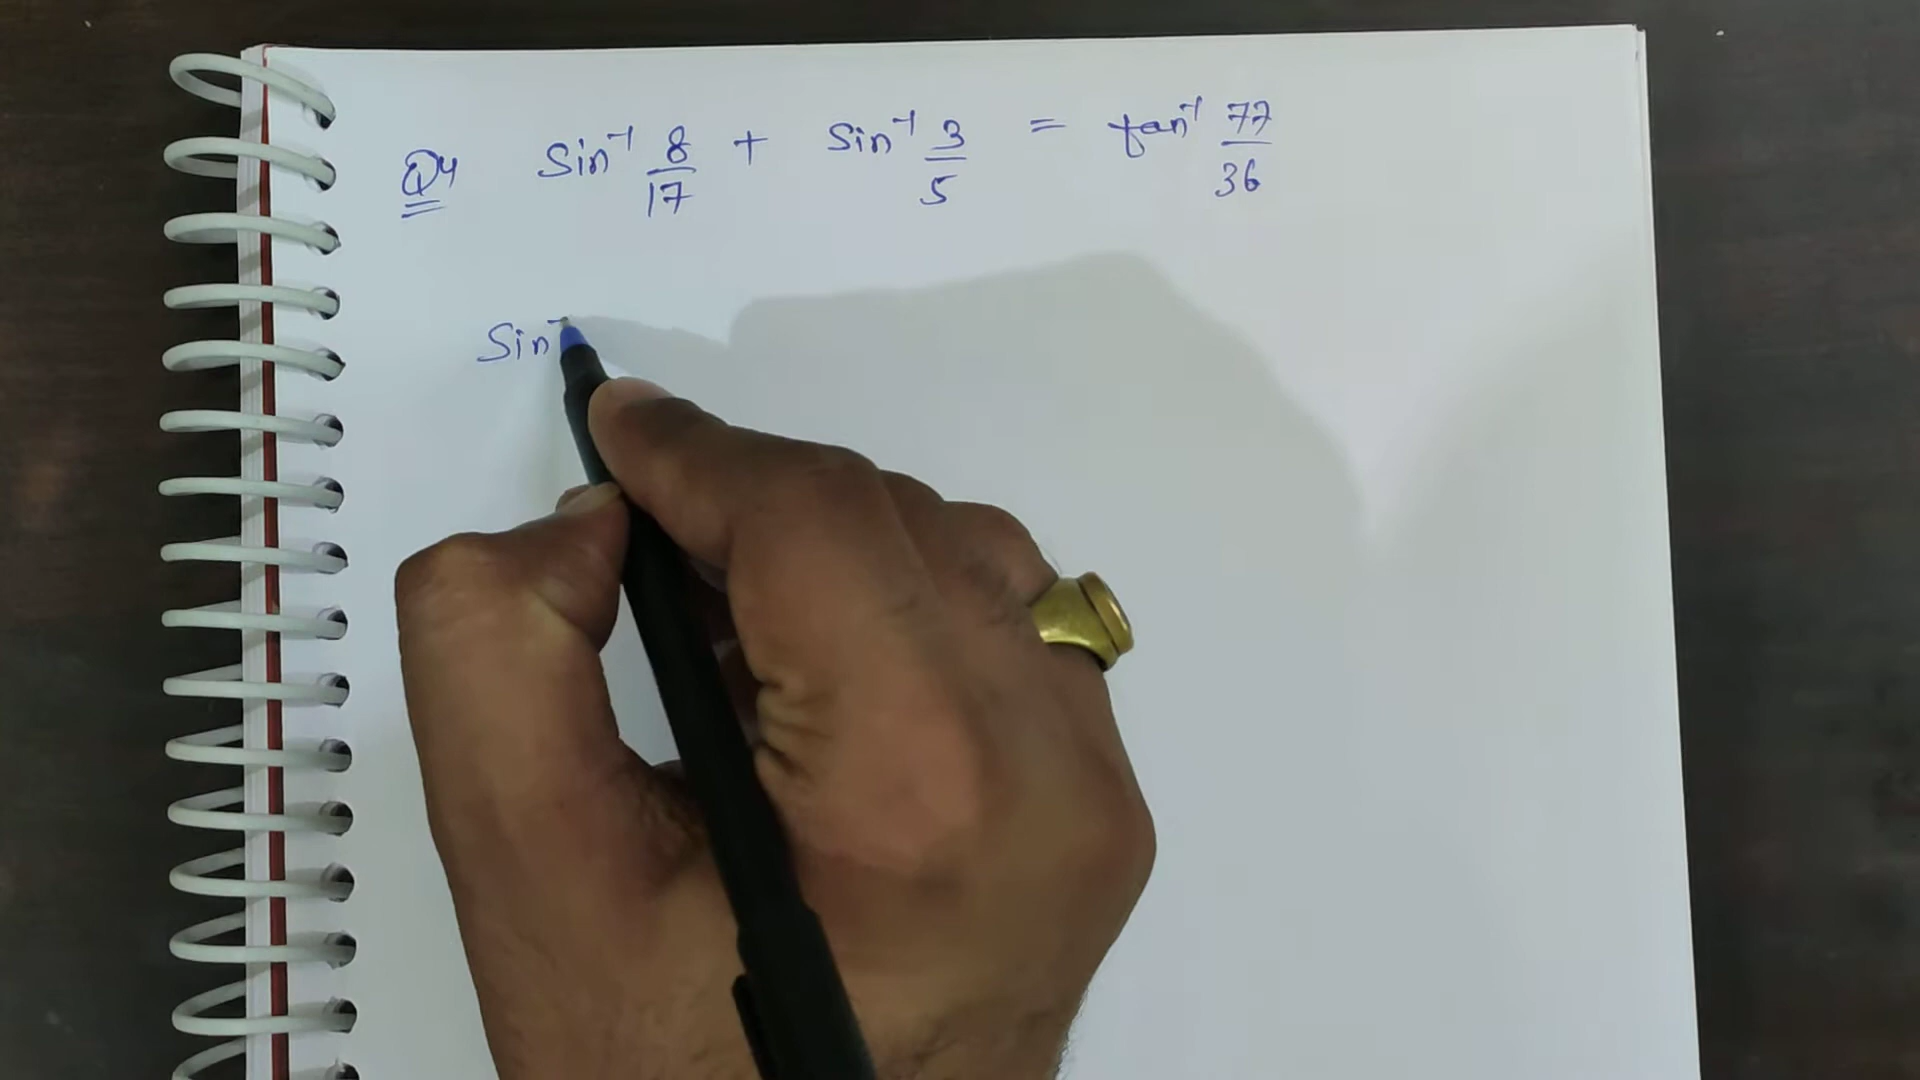 Q4 Sin⁻¹ 8/17 + Sin⁻¹ 3/5 = tan⁻¹ 77/36
Sin⁻